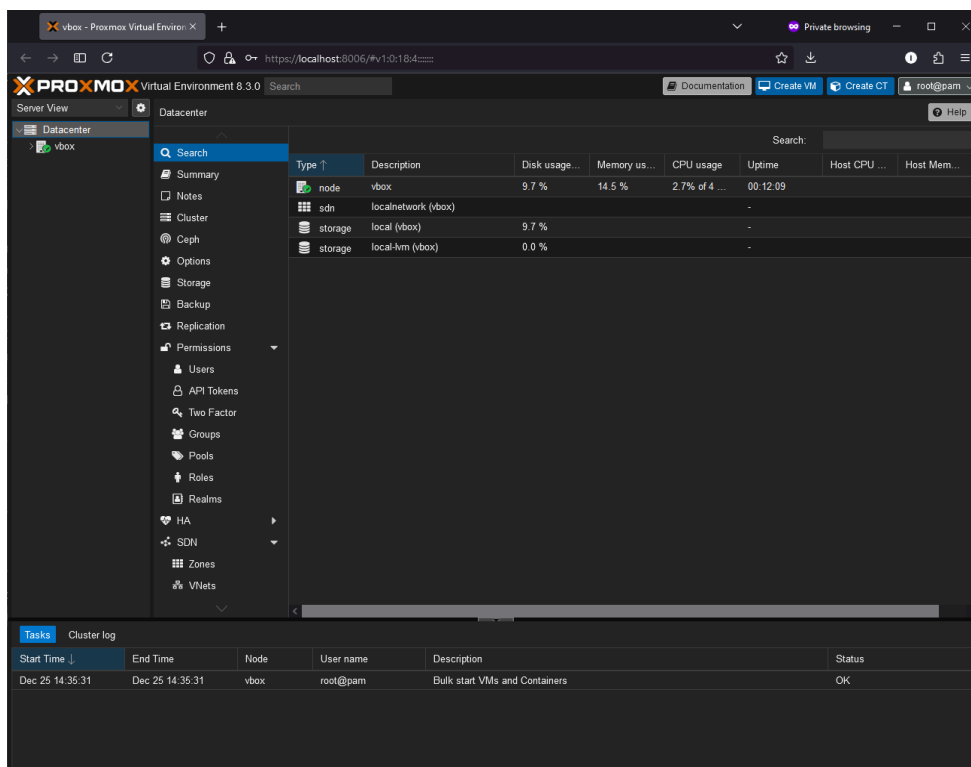 vbox - Proxmox Virtual Environ
Private browsing
https://localhost:8006/#v1:0:18:4:::::::
PROXMOX Virtual Environment 8.3.0 Search
Documentation Create VM Create CT root@pam
Server View
Datacenter
Help
Datacenter
vbox
Search
Summary
Notes
Cluster
Ceph
Options
Storage
Backup
Replication
Permissions
Users
API Tokens
Two Factor
Groups
Pools
Roles
Realms
HA
SDN
Zones
VNets
Search:
Type Description Disk usage... Memory us... CPU usage Uptime Host CPU ... Host Mem...
node vbox 9.7 % 14.5 % 2.7% of 4 ... 00:12:09
sdn localnetwork (vbox) -
storage local (vbox) 9.7 % -
storage local-lvm (vbox) 0.0 % -
Tasks Cluster log
Start Time End Time Node User name Description Status
Dec 25 14:35:31 Dec 25 14:35:31 vbox root@pam Bulk start VMs and Containers OK